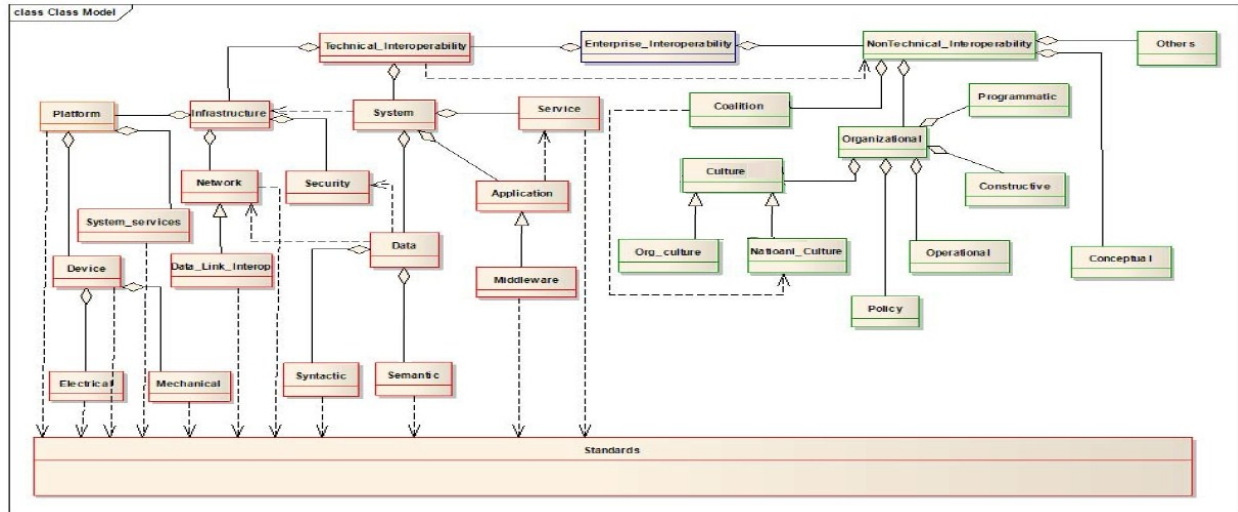 class Class Model
Technical_Interoperability
Enterprise_Interoperability
NonTechnical_Interoperability
Others
Platform
Infrastructure
System
Service
Coalition
Programmatic
Organizational
Network
Security
Application
Culture
Constructive
System_services
Data
Org_culture
Natioanl_Culture
Operational
Conceptual
Device
Data_Link_Interop
Middleware
Policy
Electrical
Mechanical
Syntactic
Semantic
Standards